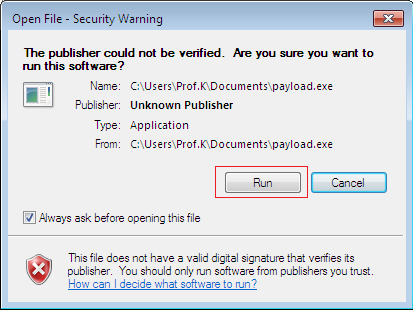 Open File - Security Warning
The publisher could not be verified.  Are you sure you want to
run this software?
Name: C:\Users\Prof.K\Documents\payload.exe
Publisher: Unknown Publisher
Type: Application
From: C:\Users\Prof.K\Documents\payload.exe
Run Cancel
Always ask before opening this file
This file does not have a valid digital signature that verifies its
publisher.  You should only run software from publishers you trust.
How can I decide what software to run?